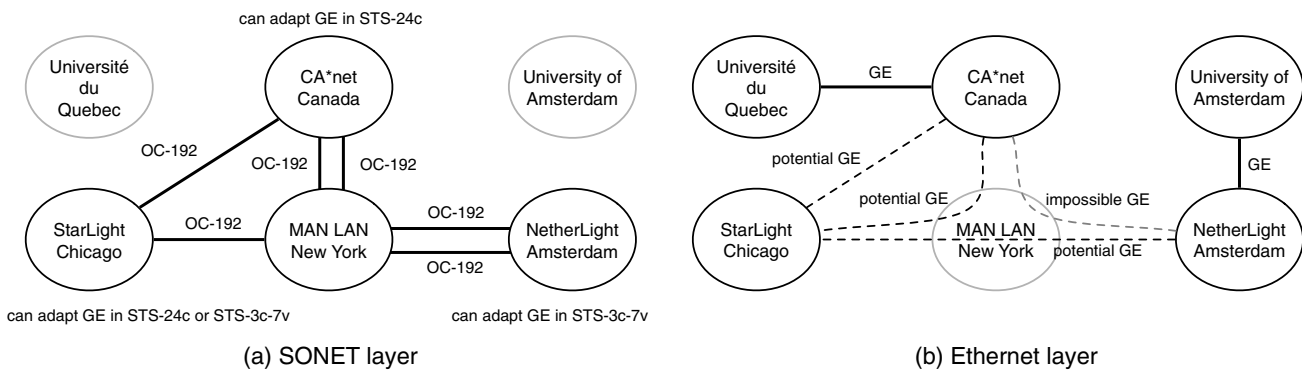 can adapt GE in STS-24c
Université
du
Quebec
CA*net
Canada
University of
Amsterdam
OC-192
OC-192
OC-192
StarLight
Chicago
OC-192
MAN LAN
New York
OC-192
OC-192
NetherLight
Amsterdam
can adapt GE in STS-24c or STS-3c-7v
can adapt GE in STS-3c-7v
(a) SONET layer
Université
du
Quebec
GE
CA*net
Canada
University of
Amsterdam
potential GE
GE
potential GE
impossible GE
StarLight
Chicago
MAN LAN
New York
potential GE
NetherLight
Amsterdam
(b) Ethernet layer